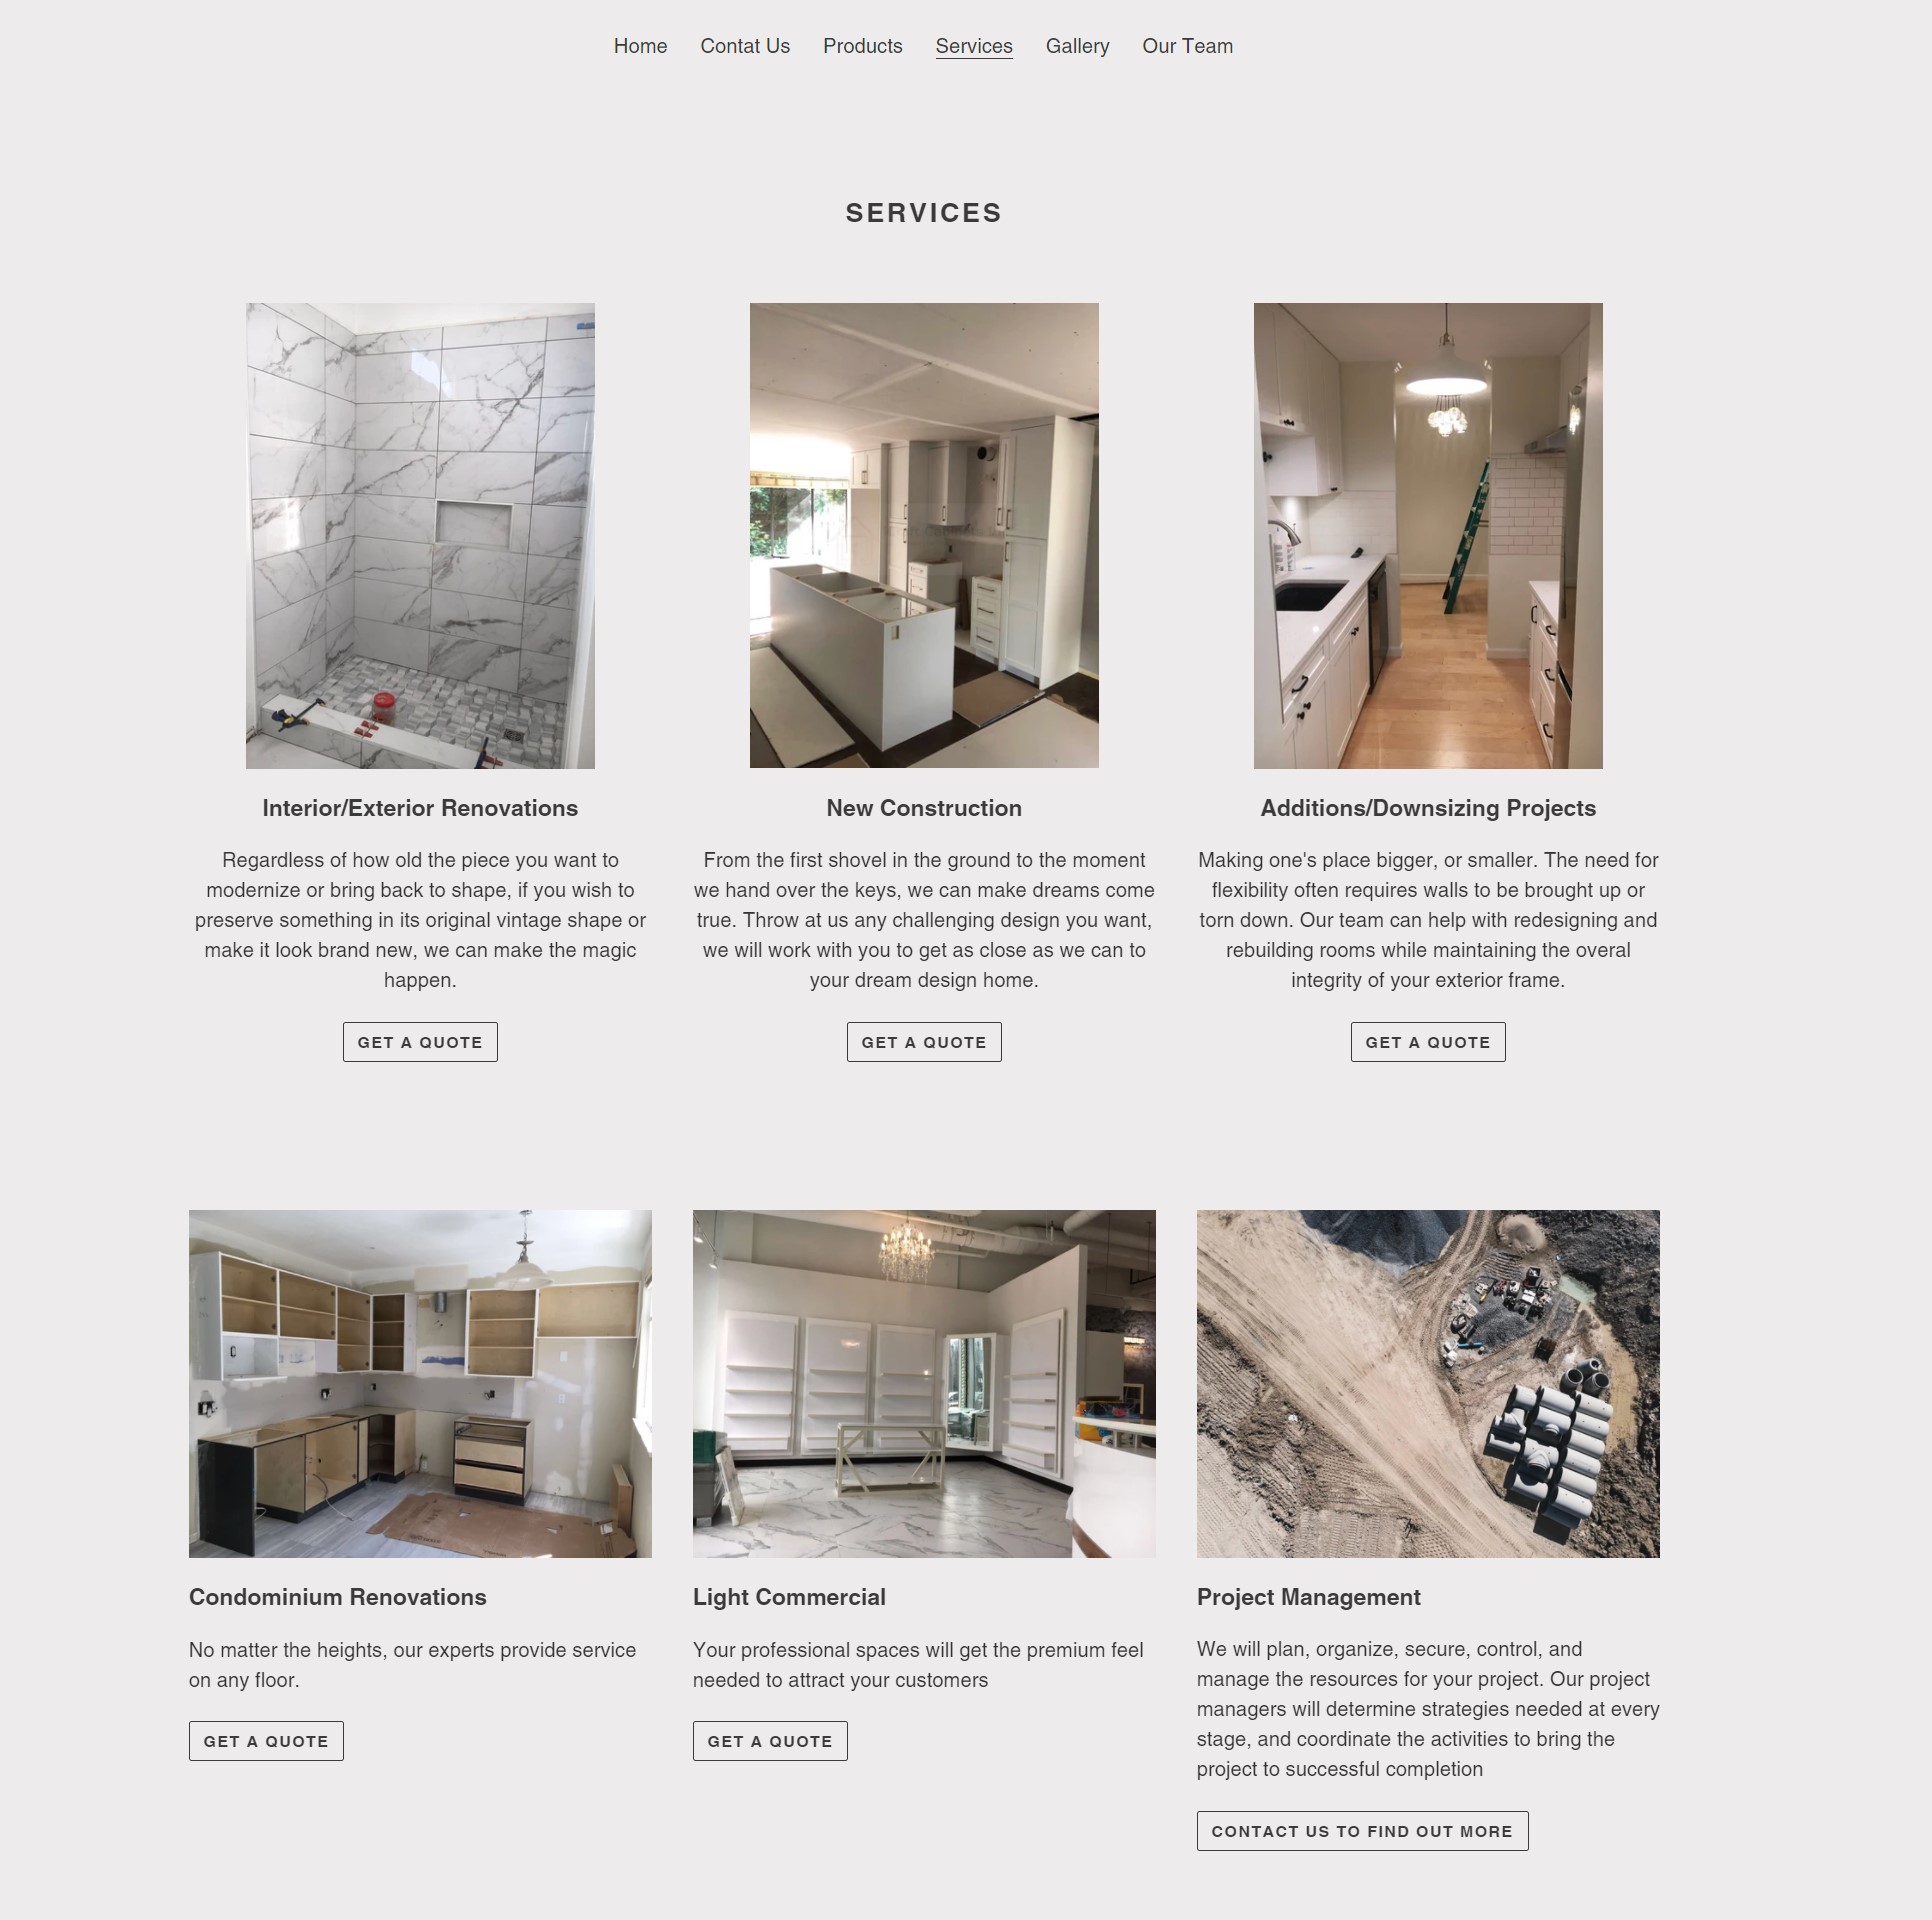 Home Contat Us Products Services Gallery Our Team
SERVICES
Interior/Exterior Renovations
Regardless of how old the piece you want to
modernize or bring back to shape, if you wish to
preserve something in its original vintage shape or
make it look brand new, we can make the magic
happen.
GET A QUOTE
New Construction
From the first shovel in the ground to the moment
we hand over the keys, we can make dreams come
true. Throw at us any challenging design you want,
we will work with you to get as close as we can to
your dream design home.
GET A QUOTE
Additions/Downsizing Projects
Making one's place bigger, or smaller. The need for
flexibility often requires walls to be brought up or
torn down. Our team can help with redesigning and
rebuilding rooms while maintaining the overal
integrity of your exterior frame.
GET A QUOTE
Condominium Renovations
No matter the heights, our experts provide service
on any floor.
GET A QUOTE
Light Commercial
Your professional spaces will get the premium feel
needed to attract your customers
GET A QUOTE
Project Management
We will plan, organize, secure, control, and
manage the resources for your project. Our project
managers will determine strategies needed at every
stage, and coordinate the activities to bring the
project to successful completion
CONTACT US TO FIND OUT MORE